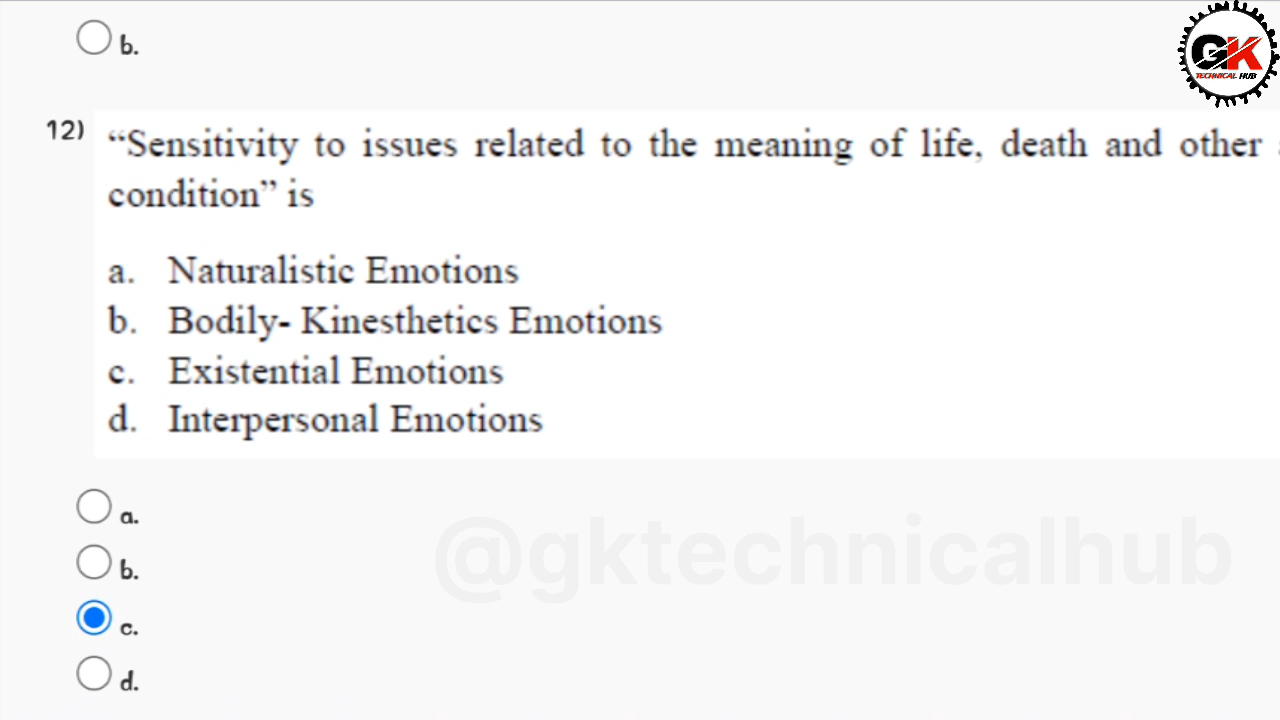 b.
GK
TECHNICAL HUB
12)
“Sensitivity to issues related to the meaning of life, death and other
condition” is
a. Naturalistic Emotions
b. Bodily- Kinesthetics Emotions
c. Existential Emotions
d. Interpersonal Emotions
a.
b.
c.
d.
@gktechnicalhub